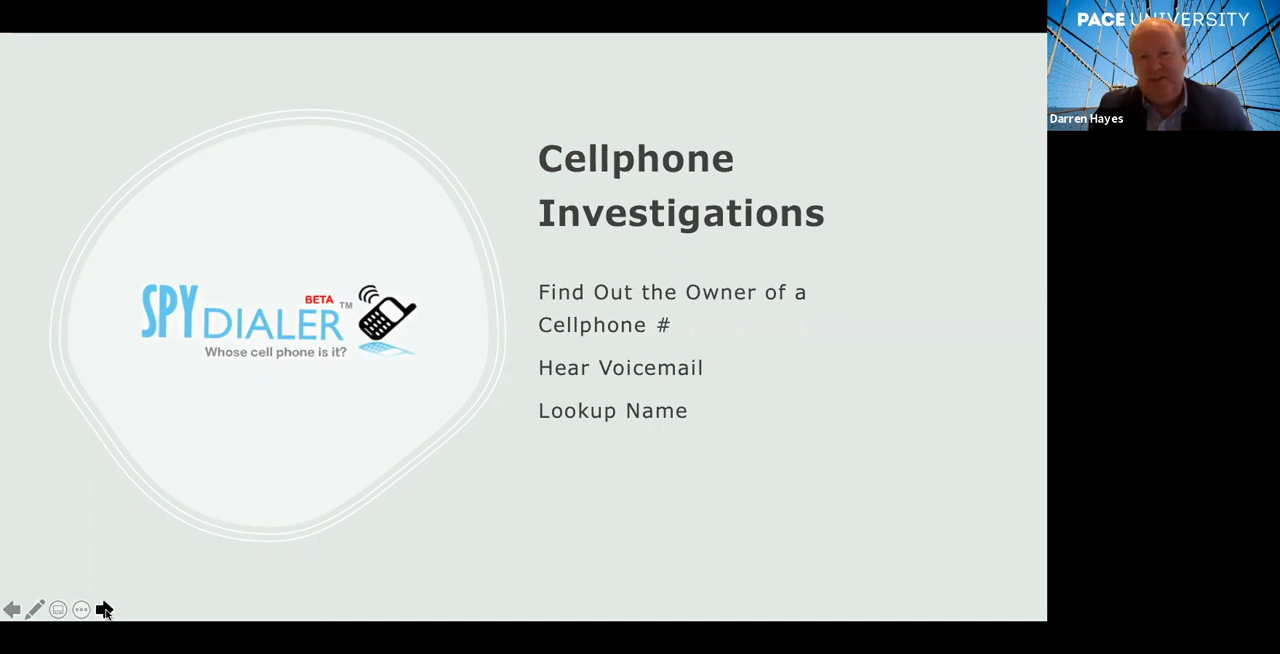 PACE UNIVERSITY
Darren Hayes
Cellphone
Investigations
Find Out the Owner of a
Cellphone #
Hear Voicemail
Lookup Name
SPY DIALER BETA ™
Whose cell phone is it?